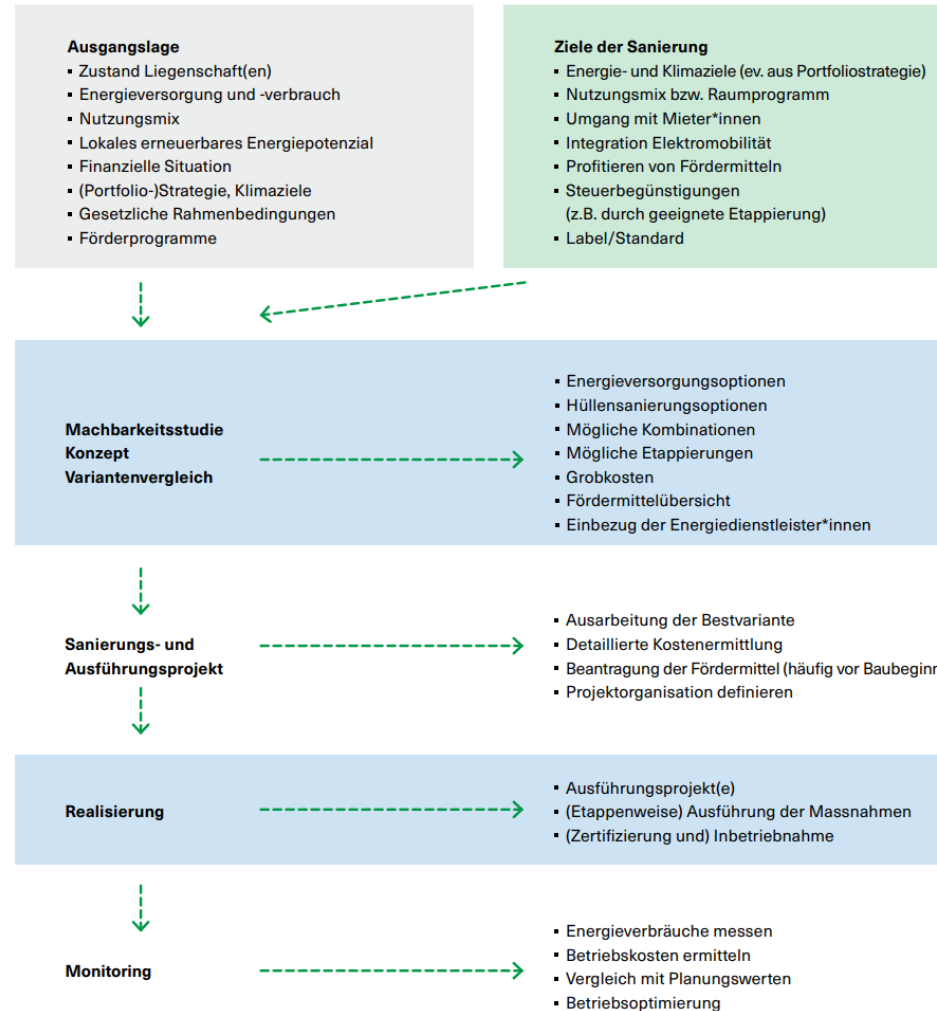 Ausgangslage
▪ Zustand Liegenschaft(en)
▪ Energieversorgung und -verbrauch
▪ Nutzungsmix
▪ Lokales erneuerbares Energiepotenzial
▪ Finanzielle Situation
▪ (Portfolio-)Strategie, Klimaziele
▪ Gesetzliche Rahmenbedingungen
▪ Förderprogramme
Ziele der Sanierung
▪ Energie- und Klimaziele (ev. aus Portfoliostrategie)
▪ Nutzungsmix bzw. Raumprogramm
▪ Umgang mit Mieter*innen
▪ Integration Elektromobilität
▪ Profitieren von Fördermitteln
▪ Steuerbegünstigungen
(z.B. durch geeignete Etappierung)
▪ Label/Standard
Machbarkeitsstudie
Konzept
Variantenvergleich
▪ Energieversorgungsoptionen
▪ Hüllensanierungsoptionen
▪ Mögliche Kombinationen
▪ Mögliche Etappierungen
▪ Grobkosten
▪ Fördermittelübersicht
▪ Einbezug der Energiedienstleister*innen
Sanierungs- und
Ausführungsprojekt
▪ Ausarbeitung der Bestvariante
▪ Detaillierte Kostenermittlung
▪ Beantragung der Fördermittel (häufig vor Baubeginn
▪ Projektorganisation definieren
Realisierung
▪ Ausführungsprojekt(e)
▪ (Etappenweise) Ausführung der Massnahmen
▪ (Zertifizierung und) Inbetriebnahme
Monitoring
▪ Energieverbräuche messen
▪ Betriebskosten ermitteln
▪ Vergleich mit Planungswerten
▪ Betriebsoptimierung